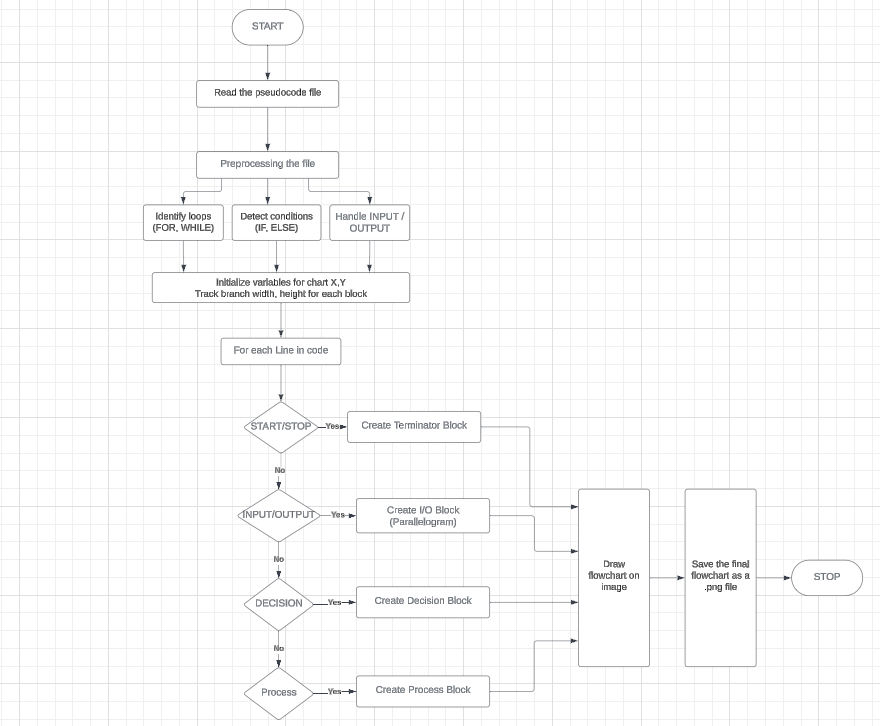 START
Read the pseudocode file
Preprocessing the file
Identify loops
(FOR, WHILE)
Detect conditions
(IF, ELSE)
Handle INPUT /
OUTPUT
Initialize variables for chart X,Y
Track branch width, height for each block
For each Line in code
START/STOP
Yes
Create Terminator Block
No
INPUT/OUTPUT
Yes
Create I/O Block
(Parallelogram)
No
DECISION
Yes
Create Decision Block
No
Process
Yes
Create Process Block
Draw
flowchart on
image
Save the final
flowchart as a
.png file
STOP